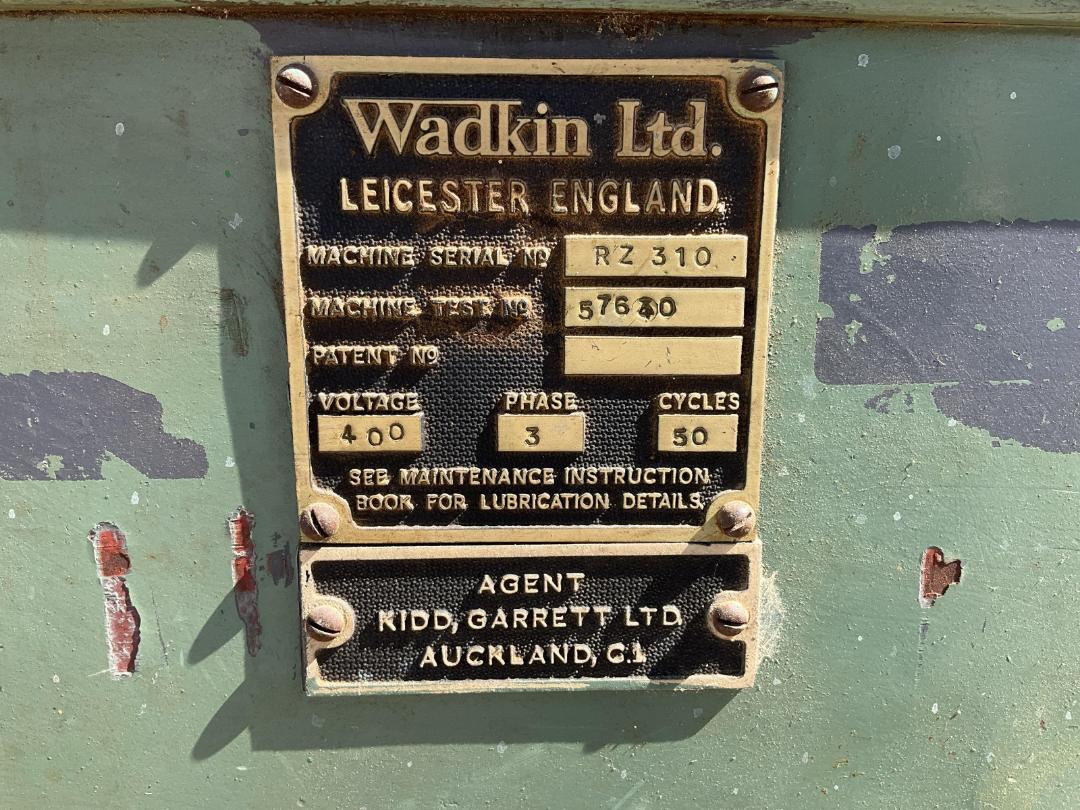 Wadkin Ltd.
LEICESTER ENGLAND.
MACHINE SERIAL Nº RZ 310
MACHINE TEST Nº
PATENT Nº
VOLTAGE PHASE CYCLES
400 3 50
SEE MAINTENANCE INSTRUCTION
BOOK FOR LUBRICATION DETAILS.
AGENT
KIDD, GARRETT LTD
AUCKLAND, C.1